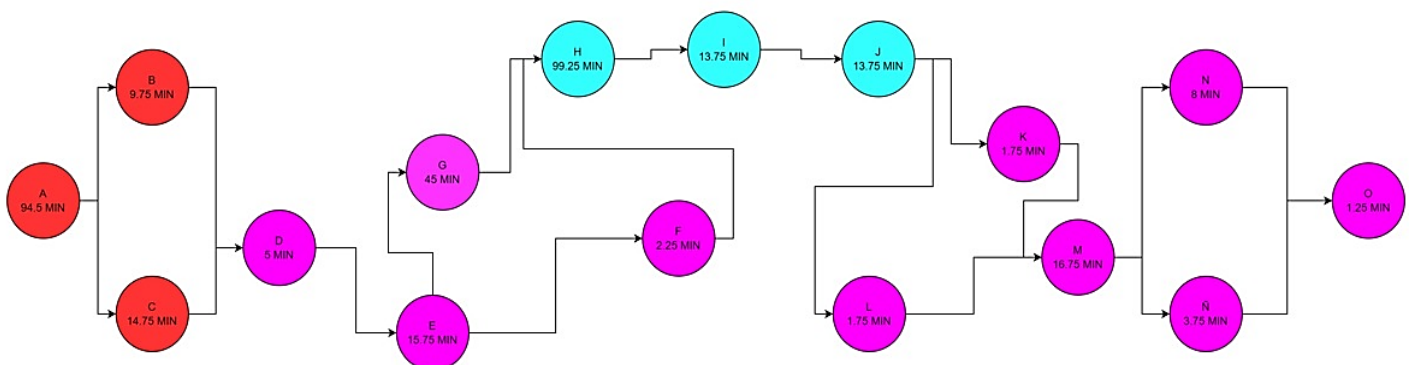 A
94.5 MIN
B
9.75 MIN
C
14.75 MIN
D
5 MIN
E
15.75 MIN
G
45 MIN
F
2.25 MIN
H
99.25 MIN
I
13.75 MIN
J
13.75 MIN
K
1.75 MIN
L
1.75 MIN
M
16.75 MIN
N
8 MIN
Ñ
3.75 MIN
O
1.25 MIN